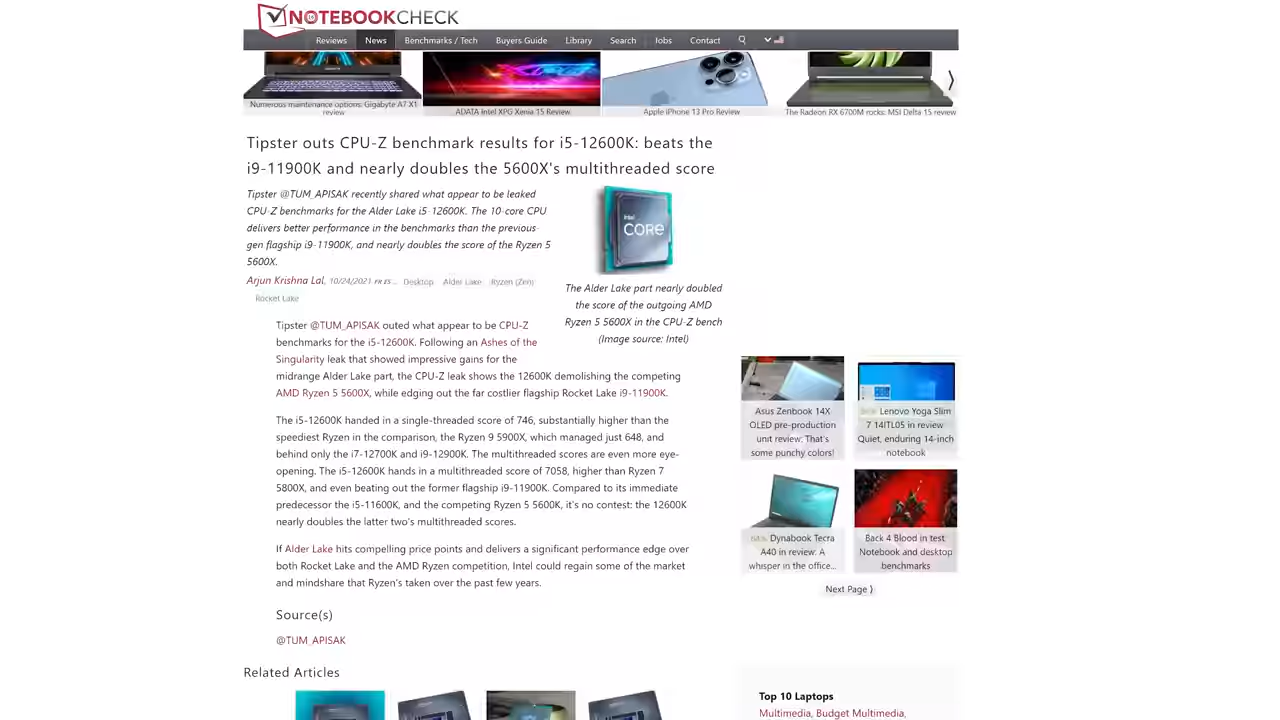 NOTEBOOKCHECK
Reviews News Benchmarks / Tech Buyers Guide Library Search Jobs Contact
Numerous maintenance options: Gigabyte A7 X1
review
ADATA Intel XPG Xenia 15 Review
Apple iPhone 13 Pro Review
The Radeon RX 6700M rocks: MSI Delta 15 review
Tipster outs CPU-Z benchmark results for i5-12600K: beats the
i9-11900K and nearly doubles the 5600X's multithreaded score
Tipster @TUM_APISAK recently shared what appear to be leaked
CPU-Z benchmarks for the Alder Lake i5-12600K. The 10-core CPU
delivers better performance in the benchmarks than the previous-
gen flagship i9-11900K, and nearly doubles the score of the Ryzen 5
5600X.
Arjun Krishna Lal, 10/24/2021 FR ES ... Desktop Alder Lake Ryzen (Zen)
Rocket Lake
intel
CORE
The Alder Lake part nearly doubled
the score of the outgoing AMD
Ryzen 5 5600X in the CPU-Z bench
(Image source: Intel)
Tipster @TUM_APISAK outed what appear to be CPU-Z
benchmarks for the i5-12600K. Following an Ashes of the
Singularity leak that showed impressive gains for the
midrange Alder Lake part, the CPU-Z leak shows the 12600K demolishing the competing
AMD Ryzen 5 5600X, while edging out the far costlier flagship Rocket Lake i9-11900K.
The i5-12600K handed in a single-threaded score of 746, substantially higher than the
speediest Ryzen in the comparison, the Ryzen 9 5900X, which managed just 648, and
behind only the i7-12700K and i9-12900K. The multithreaded scores are even more eye-
opening. The i5-12600K hands in a multithreaded score of 7058, higher than Ryzen 7
5800X, and even beating out the former flagship i9-11900K. Compared to its immediate
predecessor the i5-11600K, and the competing Ryzen 5 5600K, it's no contest: the 12600K
nearly doubles the latter two's multithreaded scores.
If Alder Lake hits compelling price points and delivers a significant performance edge over
both Rocket Lake and the AMD Ryzen competition, Intel could regain some of the market
and mindshare that Ryzen's taken over the past few years.
Source(s)
@TUM_APISAK
Related Articles
Asus Zenbook 14X
OLED pre-production
unit review: That's
some punchy colors!
Lenovo Yoga Slim
7 14ITL05 in review:
Quiet, enduring 14-inch
notebook
Dynabook Tecra
A40 in review: A
whisper in the office...
Back 4 Blood in test:
Notebook and desktop
benchmarks
Next Page ⟩
Top 10 Laptops
Multimedia, Budget Multimedia,